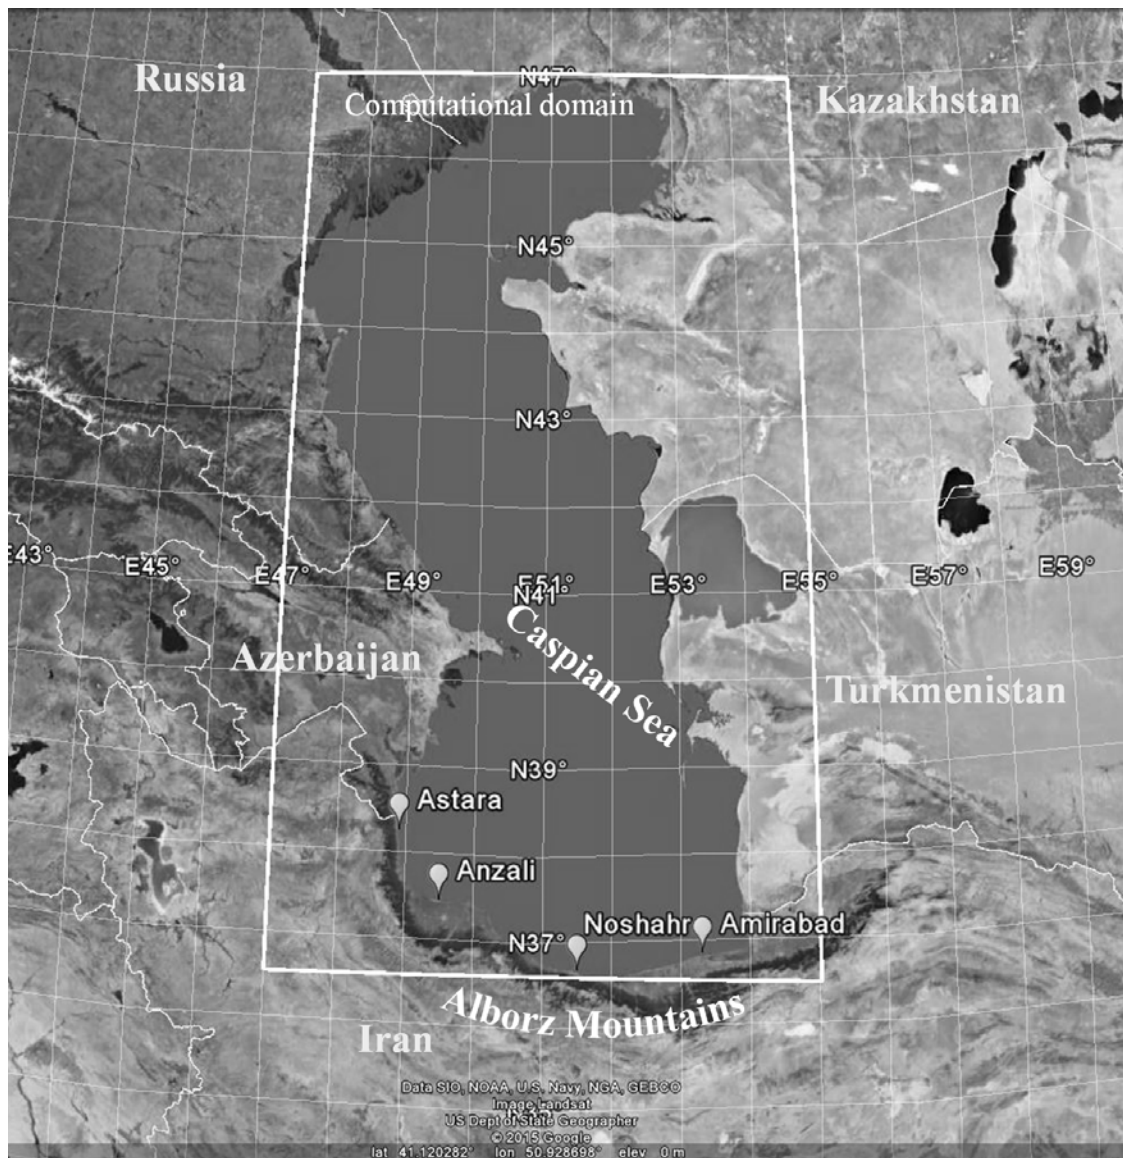 Russia
N47°
Kazakhstan
Computational domain
N45°
N43°
E43°
E45°
E47°
E49°
E51°
E53°
E55°
E57°
E59°
N41°
Caspian Sea
Azerbaijan
Turkmenistan
N39°
Astara
Anzali
Noshahr
Amirabad
N37°
Alborz Mountains
Iran
Data SIO, NOAA, U.S. Navy, NGA, GEBCO
Image Landsat
US Dept of State Geographer
© 2015 Google
lat 41.120282° lon 50.928698° elev 0 m